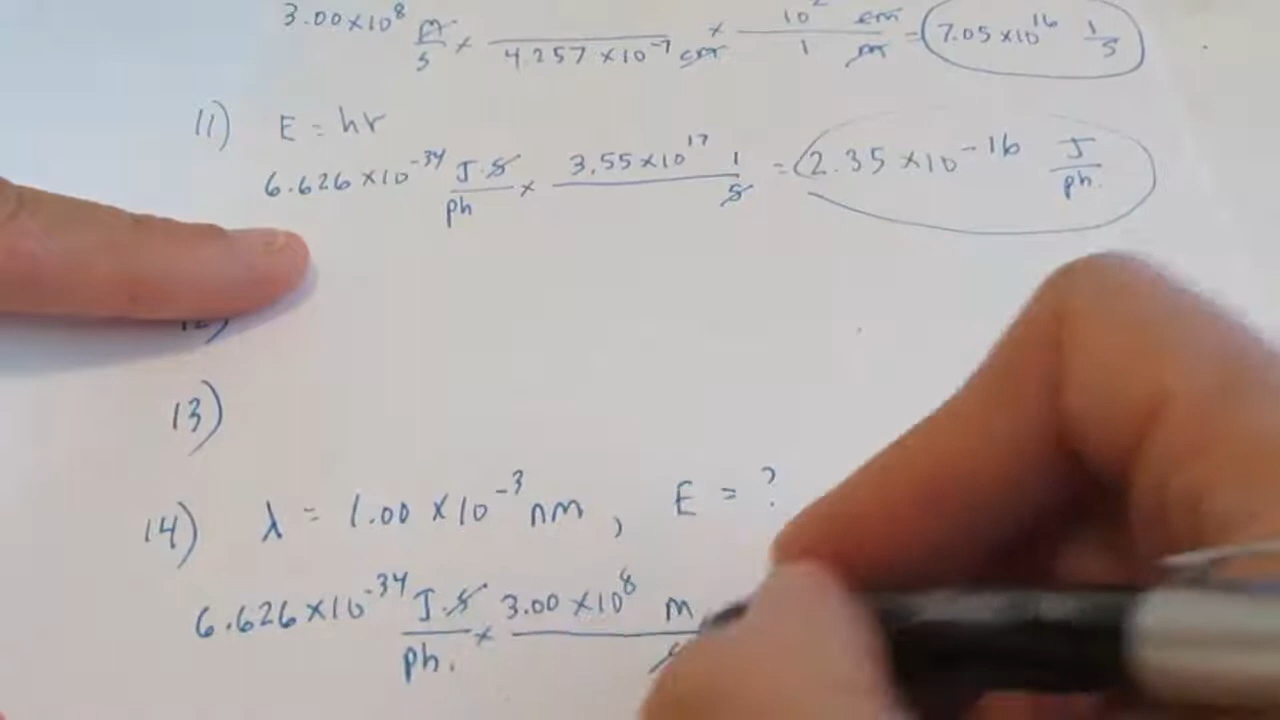 3.00 x 10^8 m/s x ———/4.257 x 10^-7 cm x 10^2 cm/1 m = 7.05 x 10^16 1/s
11) E = hν
6.626 x 10^-34 J·s/ph x 3.55 x 10^17 1/s = 2.35 x 10^-16 J/ph.
12)
13)
14) λ = 1.00 x 10^-3 nm, E = ?
6.626 x 10^-34 J·s/ph. x 3.00 x 10^8 m/s